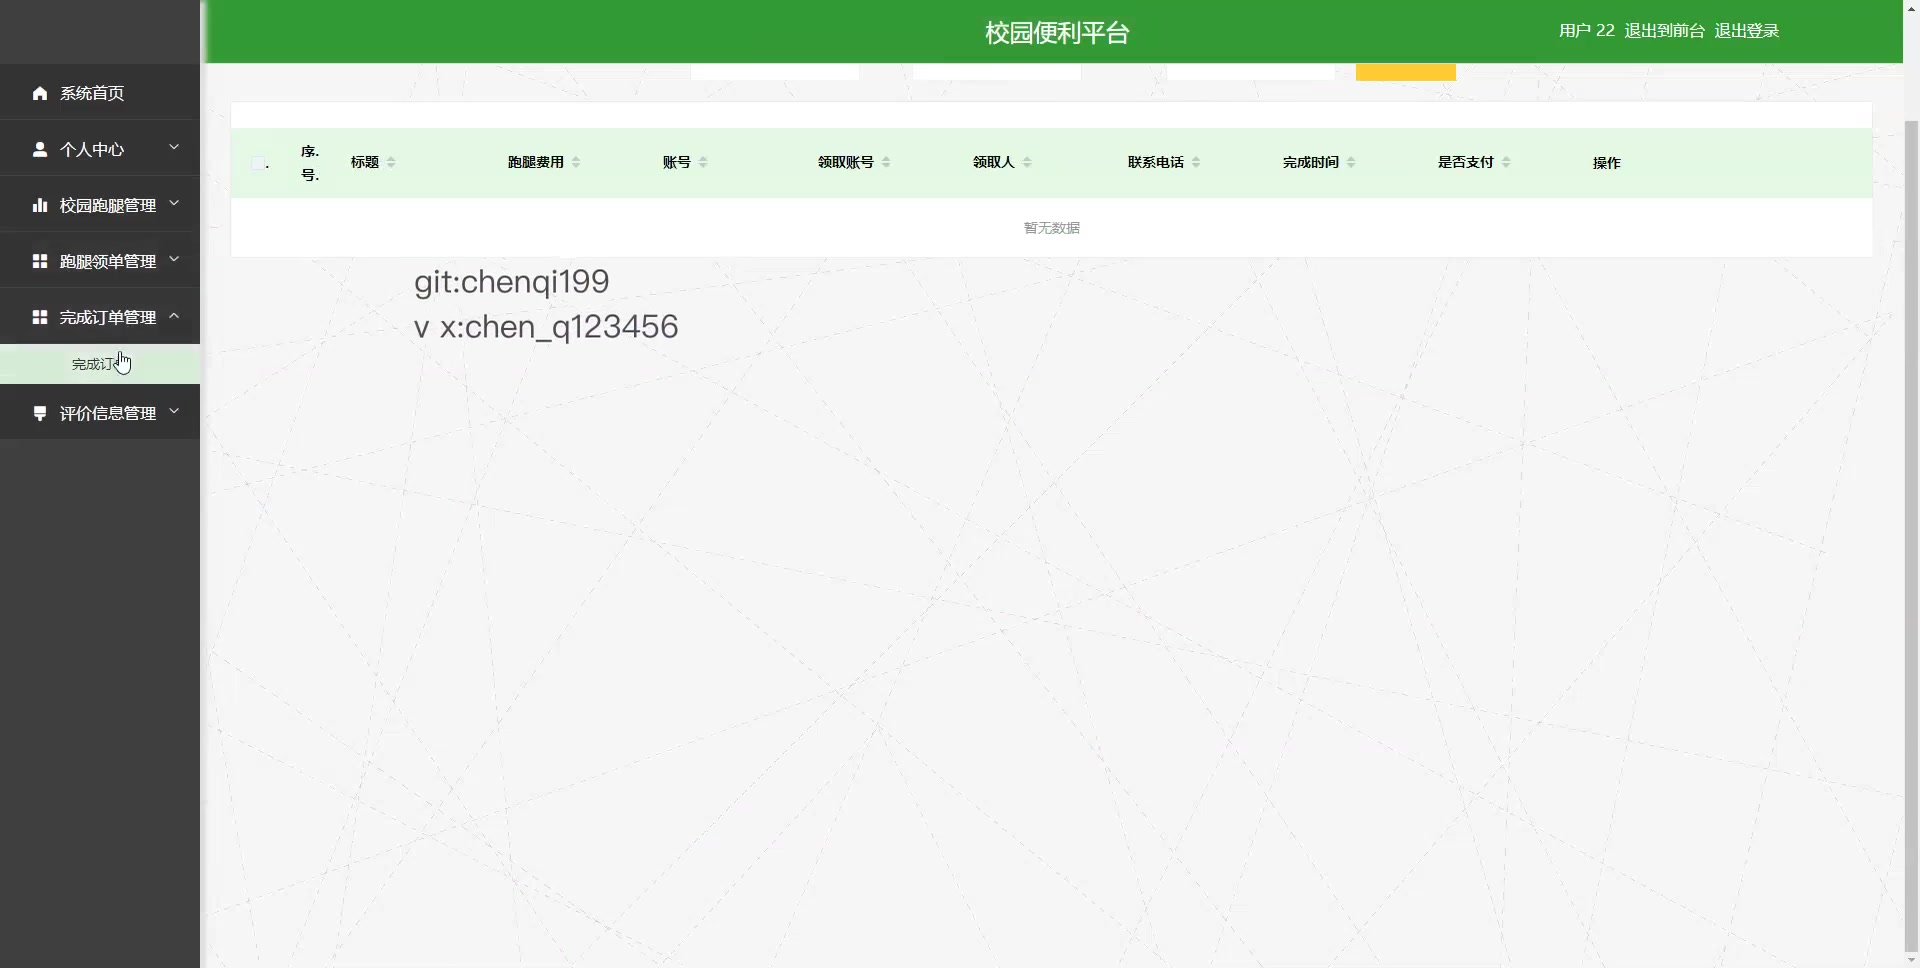 校园便利平台
用户 22 退出到前台 退出登录
系统首页
个人中心
校园跑腿管理
跑腿领单管理
完成订单管理
完成订
评价信息管理
序.
号.
标题
跑腿费用
账号
领取账号
领取人
联系电话
完成时间
是否支付
操作
暂无数据
git:chenqi199
v x:chen_q123456